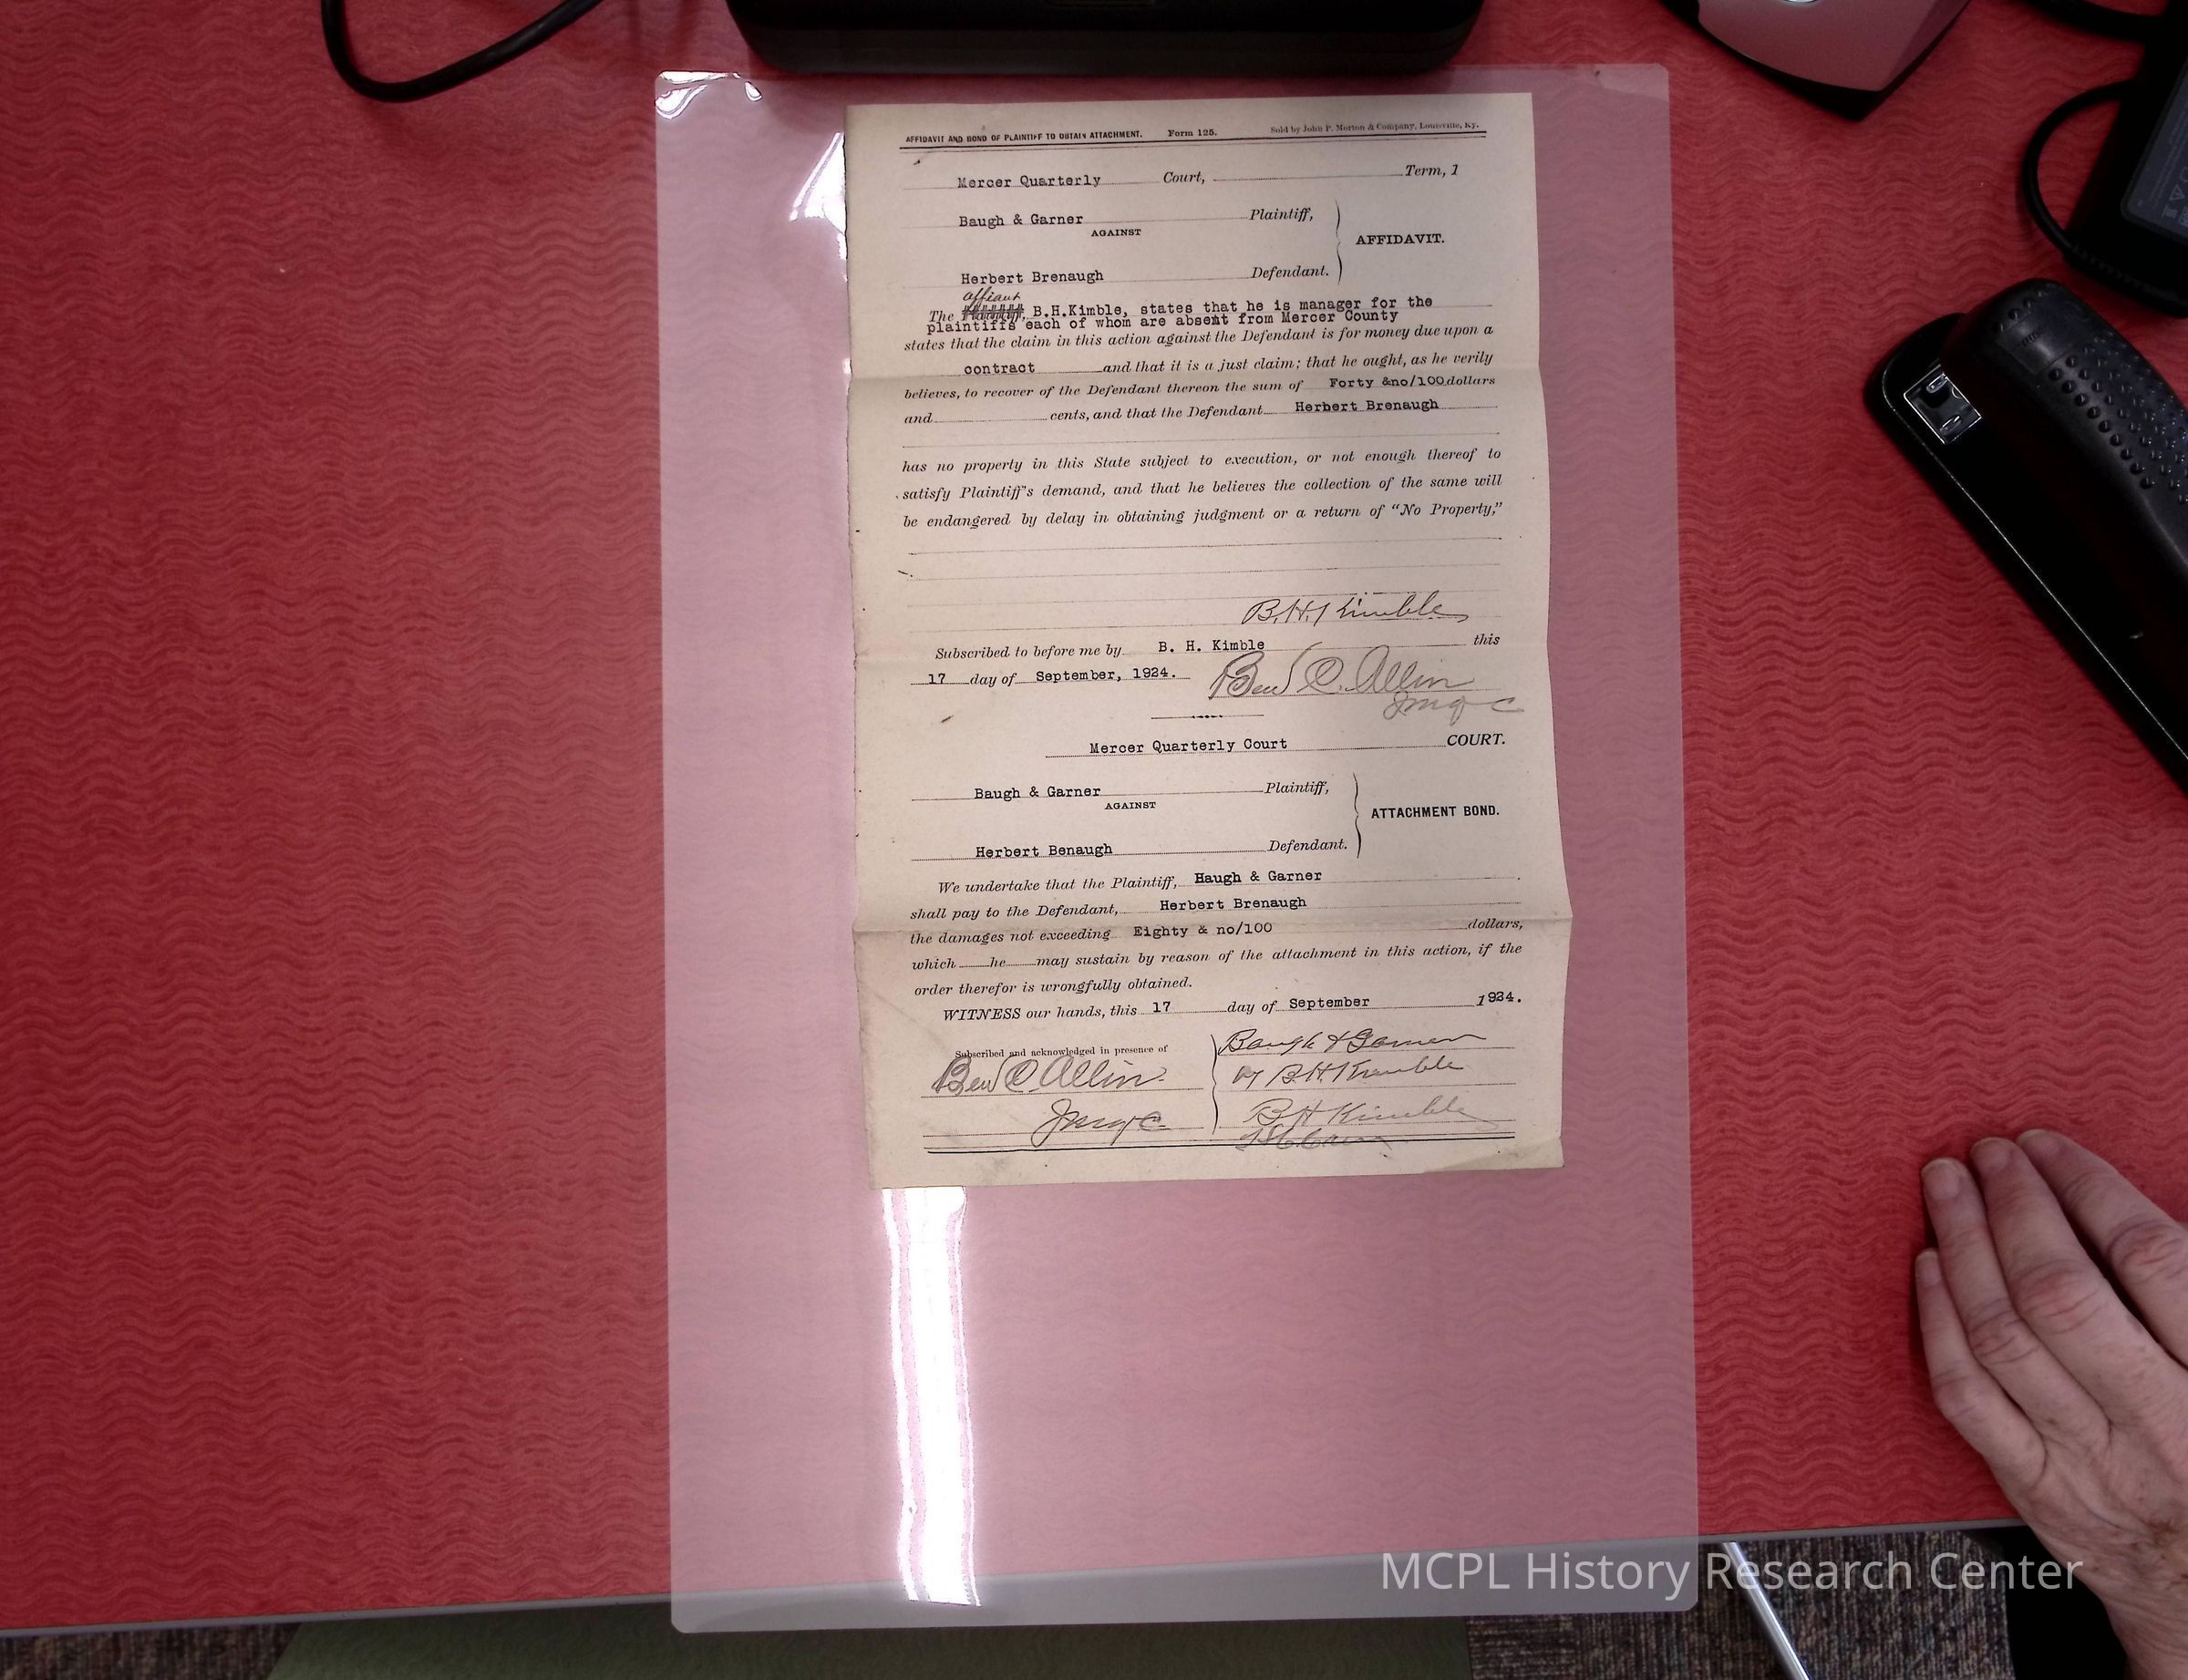 AFFIDAVIT AND BOND OF PLAINTIFF TO OBTAIN ATTACHMENT. Form 125. Sold by John P. Morton & Company, Louisville, Ky.
Mercer Quarterly Court, Term, 1
Baugh & Garner Plaintiff,
AGAINST
AFFIDAVIT.
Herbert Brenaugh Defendant.
affiant
The Plaintiff, B.H.Kimble, states that he is manager for the
plaintiffs each of whom are absent from Mercer County
states that the claim in this action against the Defendant is for money due upon a
contract and that it is a just claim; that he ought, as he verily
believes, to recover of the Defendant thereon the sum of Forty &no/100 dollars
and cents, and that the Defendant Herbert Brenaugh
has no property in this State subject to execution, or not enough thereof to
satisfy Plaintiff's demand, and that he believes the collection of the same will
be endangered by delay in obtaining judgment or a return of "No Property,"
B.H. Kimble
Subscribed to before me by B. H. Kimble this
17 day of September, 1924. Ben C. Allin
JMQC
Mercer Quarterly Court COURT.
Baugh & Garner Plaintiff,
AGAINST
ATTACHMENT BOND.
Herbert Benaugh Defendant.
We undertake that the Plaintiff, Haugh & Garner
shall pay to the Defendant, Herbert Brenaugh
the damages not exceeding Eighty & no/100 dollars,
which he may sustain by reason of the attachment in this action, if the
order therefor is wrongfully obtained.
WITNESS our hands, this 17 day of September 1924.
Subscribed and acknowledged in presence of Baugh & Garner
Ben C Allin by B.H. Kimble
JMQC B H Kimble
MCPL History Research Center